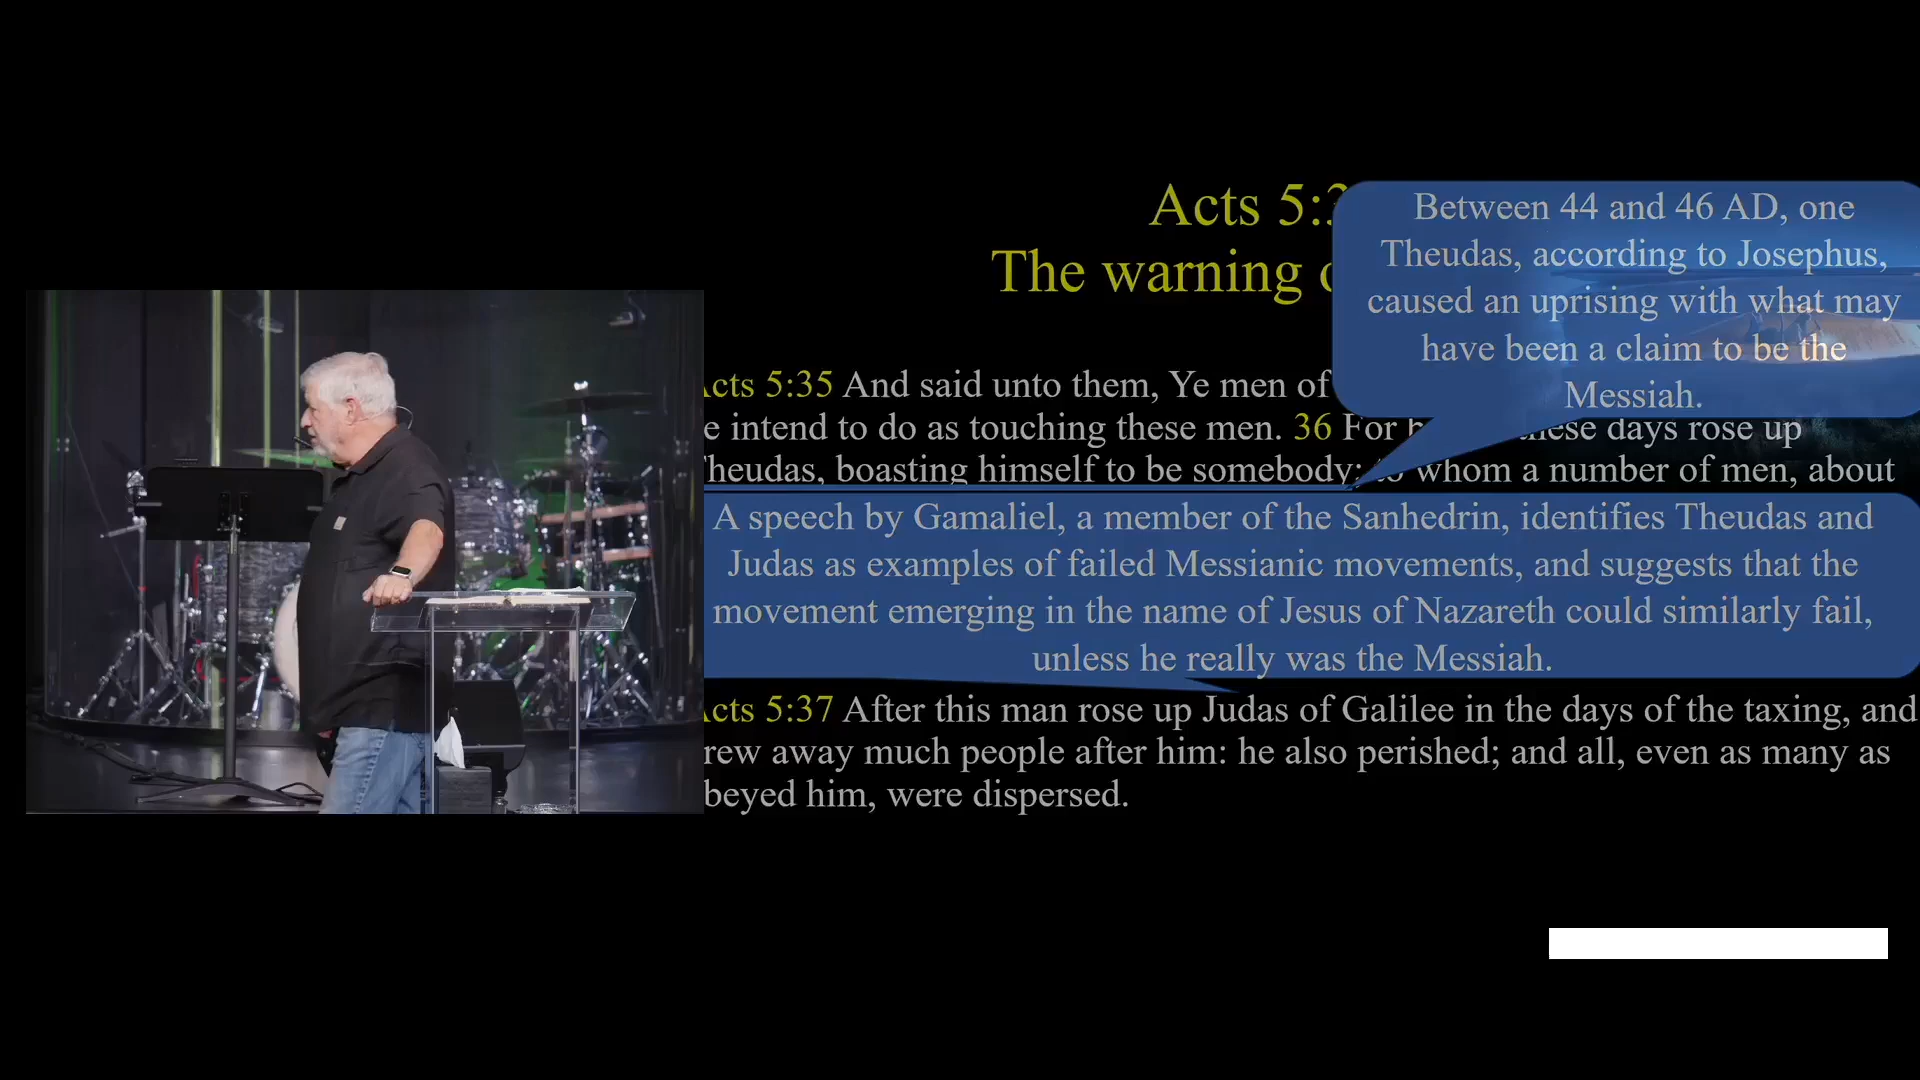 Acts 5:3
The warning
Between 44 and 46 AD, one
Theudas, according to Josephus,
caused an uprising with what may
have been a claim to be the
Messiah.
Acts 5:35 And said unto them, Ye men of
e intend to do as touching these men. 36 For these days rose up
Theudas, boasting himself to be somebody; to whom a number of men, about
A speech by Gamaliel, a member of the Sanhedrin, identifies Theudas and
Judas as examples of failed Messianic movements, and suggests that the
movement emerging in the name of Jesus of Nazareth could similarly fail,
unless he really was the Messiah.
Acts 5:37 After this man rose up Judas of Galilee in the days of the taxing, and
rew away much people after him: he also perished; and all, even as many as
beyed him, were dispersed.